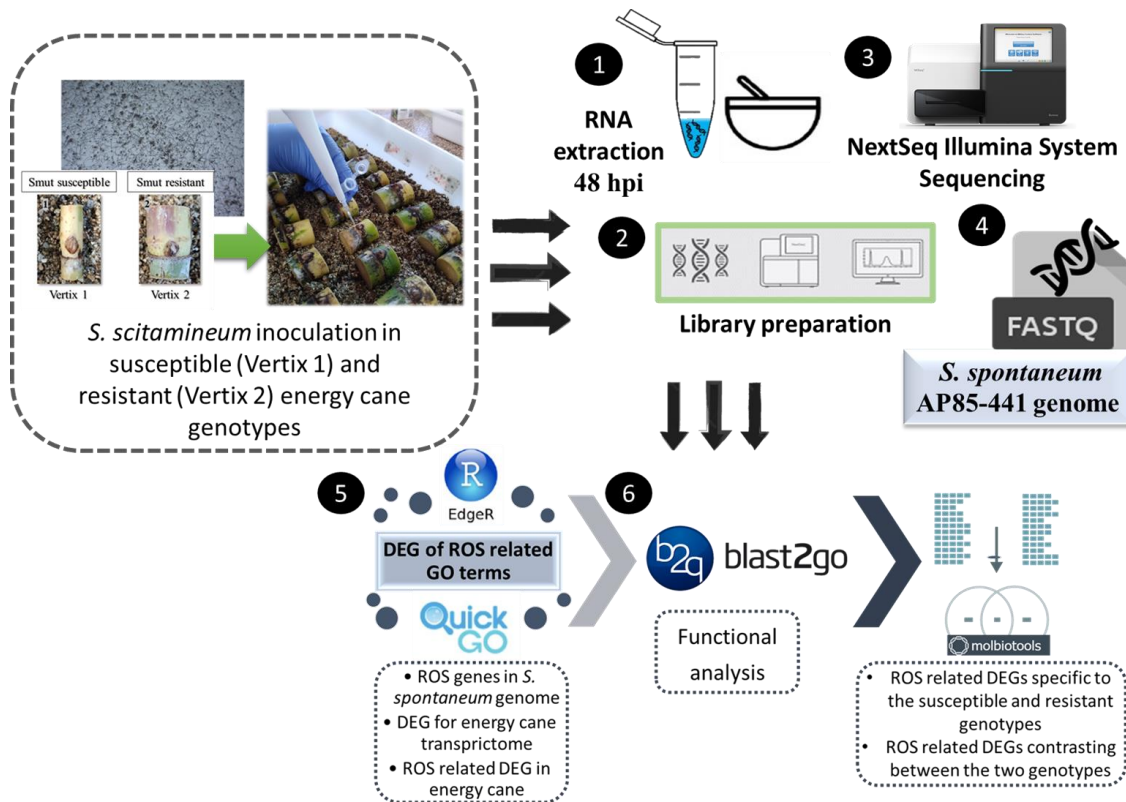 Smut susceptible
Smut resistant
1
2
Vertix 1
Vertix 2
S. scitamineum inoculation in
susceptible (Vertix 1) and
resistant (Vertix 2) energy cane
genotypes
1
RNA
extraction
48 hpi
3
NextSeq Illumina System
Sequencing
2
Library preparation
4
FASTQ
S. spontaneum
AP85-441 genome
5
R
EdgeR
DEG of ROS related
GO terms
Quick
GO
• ROS genes in S.
spontaneum genome
• DEG for energy cane
transprictome
• ROS related DEG in
energy cane
6
b2g
blast2go
Functional
analysis
molbiotools
• ROS related DEGs specific to
the susceptible and resistant
genotypes
• ROS related DEGs contrasting
between the two genotypes